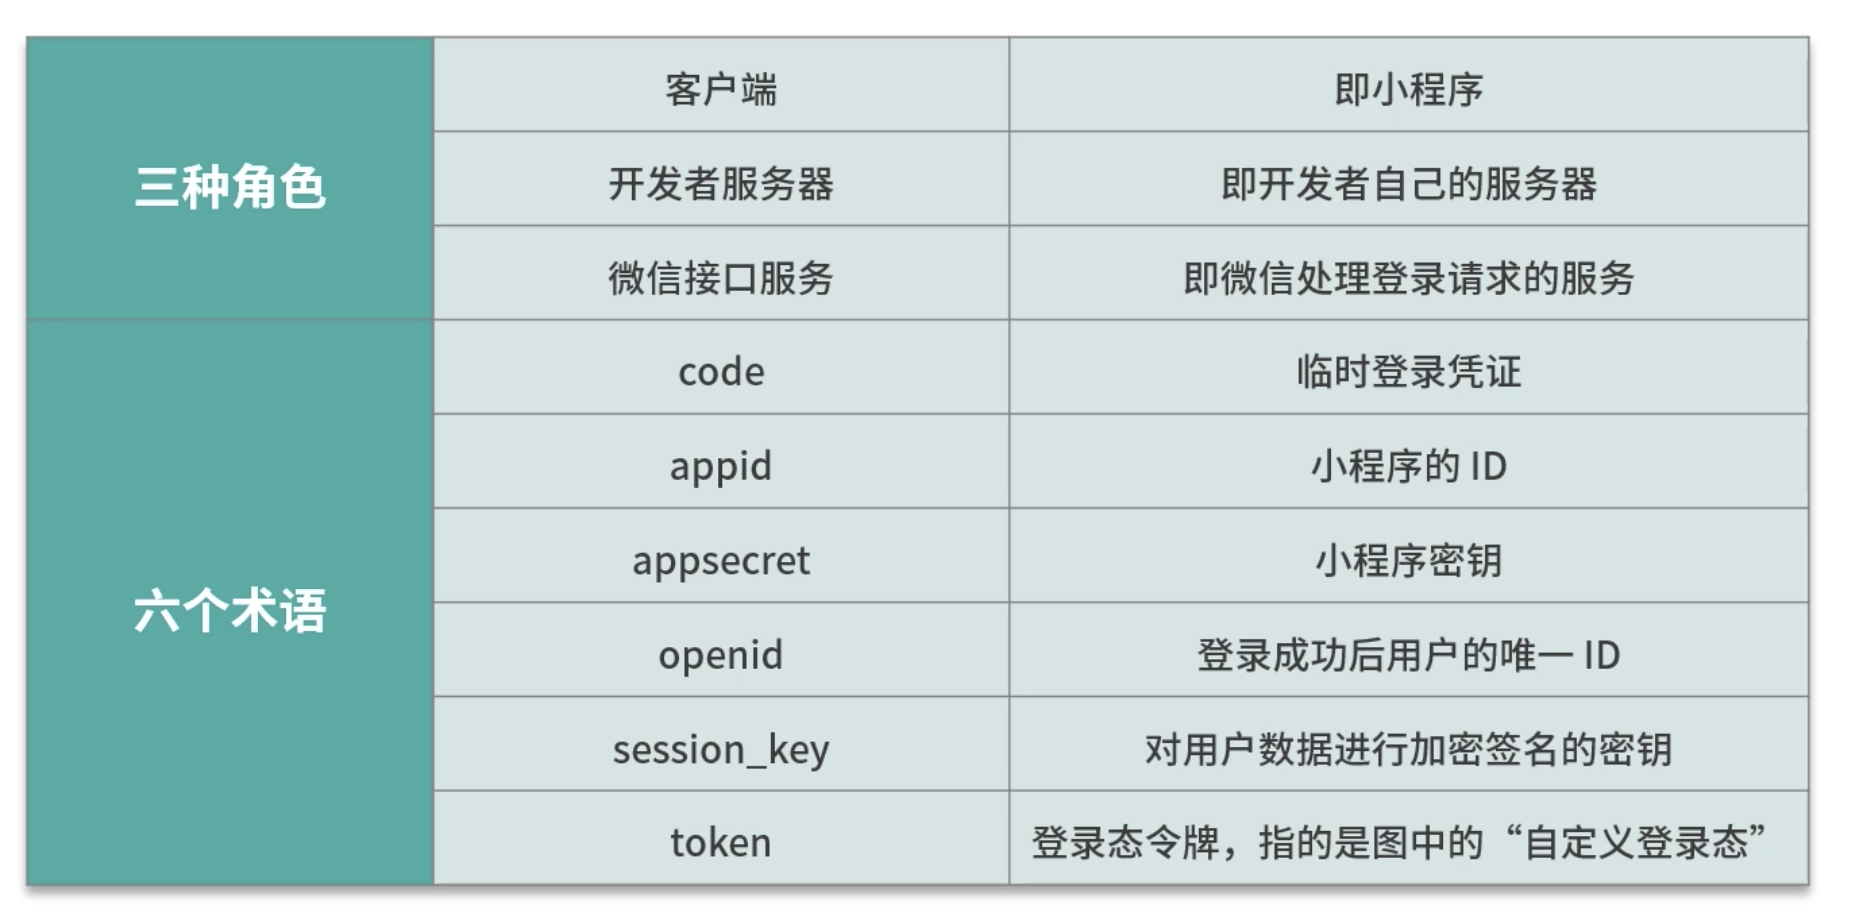 三种角色
客户端
即小程序
开发者服务器
即开发者自己的服务器
微信接口服务
即微信处理登录请求的服务
六个术语
code
临时登录凭证
appid
小程序的 ID
appsecret
小程序密钥
openid
登录成功后用户的唯一 ID
session_key
对用户数据进行加密签名的密钥
token
登录态令牌，指的是图中的“自定义登录态”